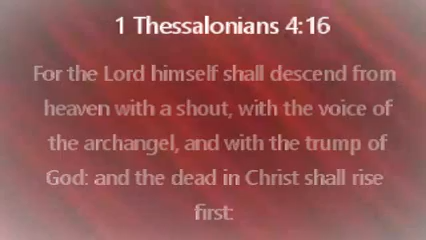 1 Thessalonians 4:16
For the Lord himself shall descend from
heaven with a shout, with the voice of
the archangel, and with the trump of
God: and the dead in Christ shall rise
first: